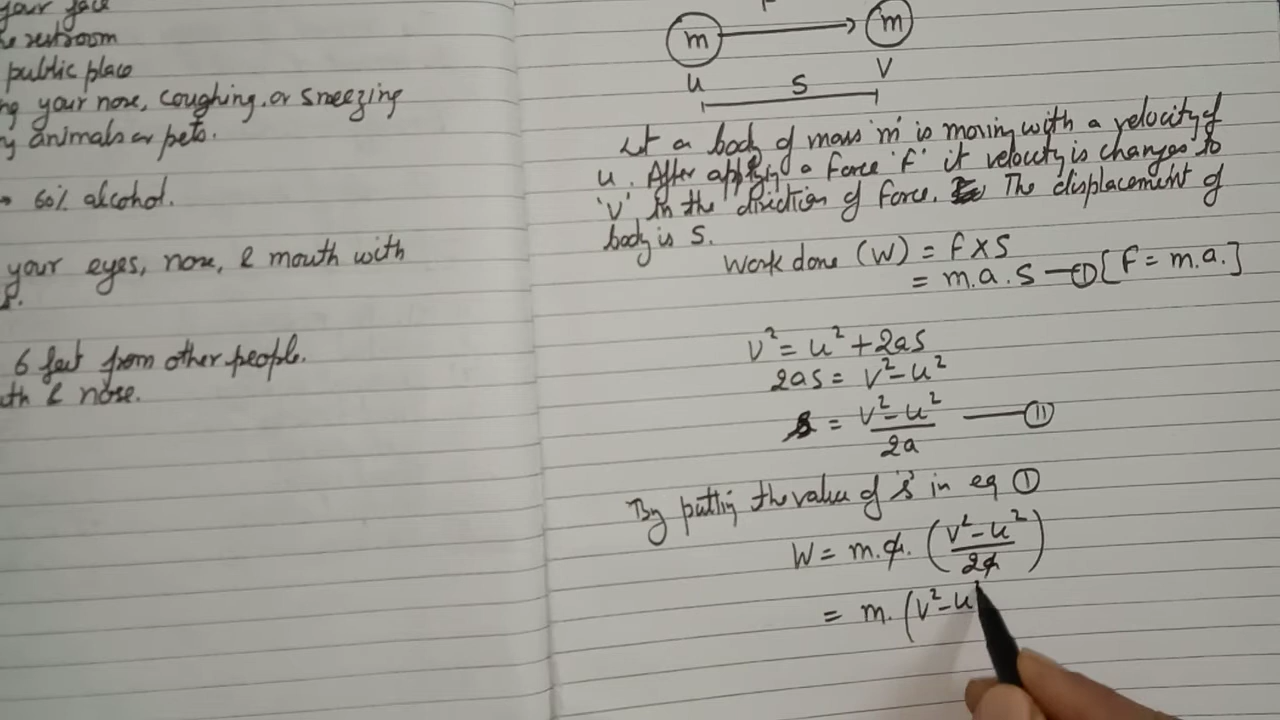 your face
restroom
public place
ng your nose, coughing, or sneezing
y animals or pets.
60% alcohol.
your eyes, nose, & mouth with
6 feet from other people.
th & nose.
m m
u S V
Let a body of mass 'm' is moving with a velocity of
u. After applying a force 'F' it velocity is changes to
'V', in the direction of force. The displacement of
body is S.
Work done (W) = F × S
= m.a.s — ① [F = m.a.]
V² = u² + 2as
2as = V² - u²
s = V² - u² / 2a — ⑪
By putting the value of 's' in eq ①
W = m.a. (V² - u² / 2a)
= m. (V² - u